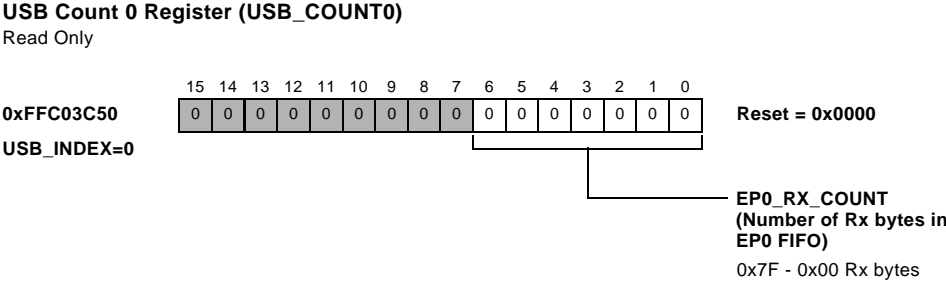 USB Count 0 Register (USB_COUNT0)
Read Only
15 14 13 12 11 10 9 8 7 6 5 4 3 2 1 0
0xFFC03C50 0 0 0 0 0 0 0 0 0 0 0 0 0 0 0 0 Reset = 0x0000
USB_INDEX=0
EP0_RX_COUNT
(Number of Rx bytes in
EP0 FIFO)
0x7F - 0x00 Rx bytes